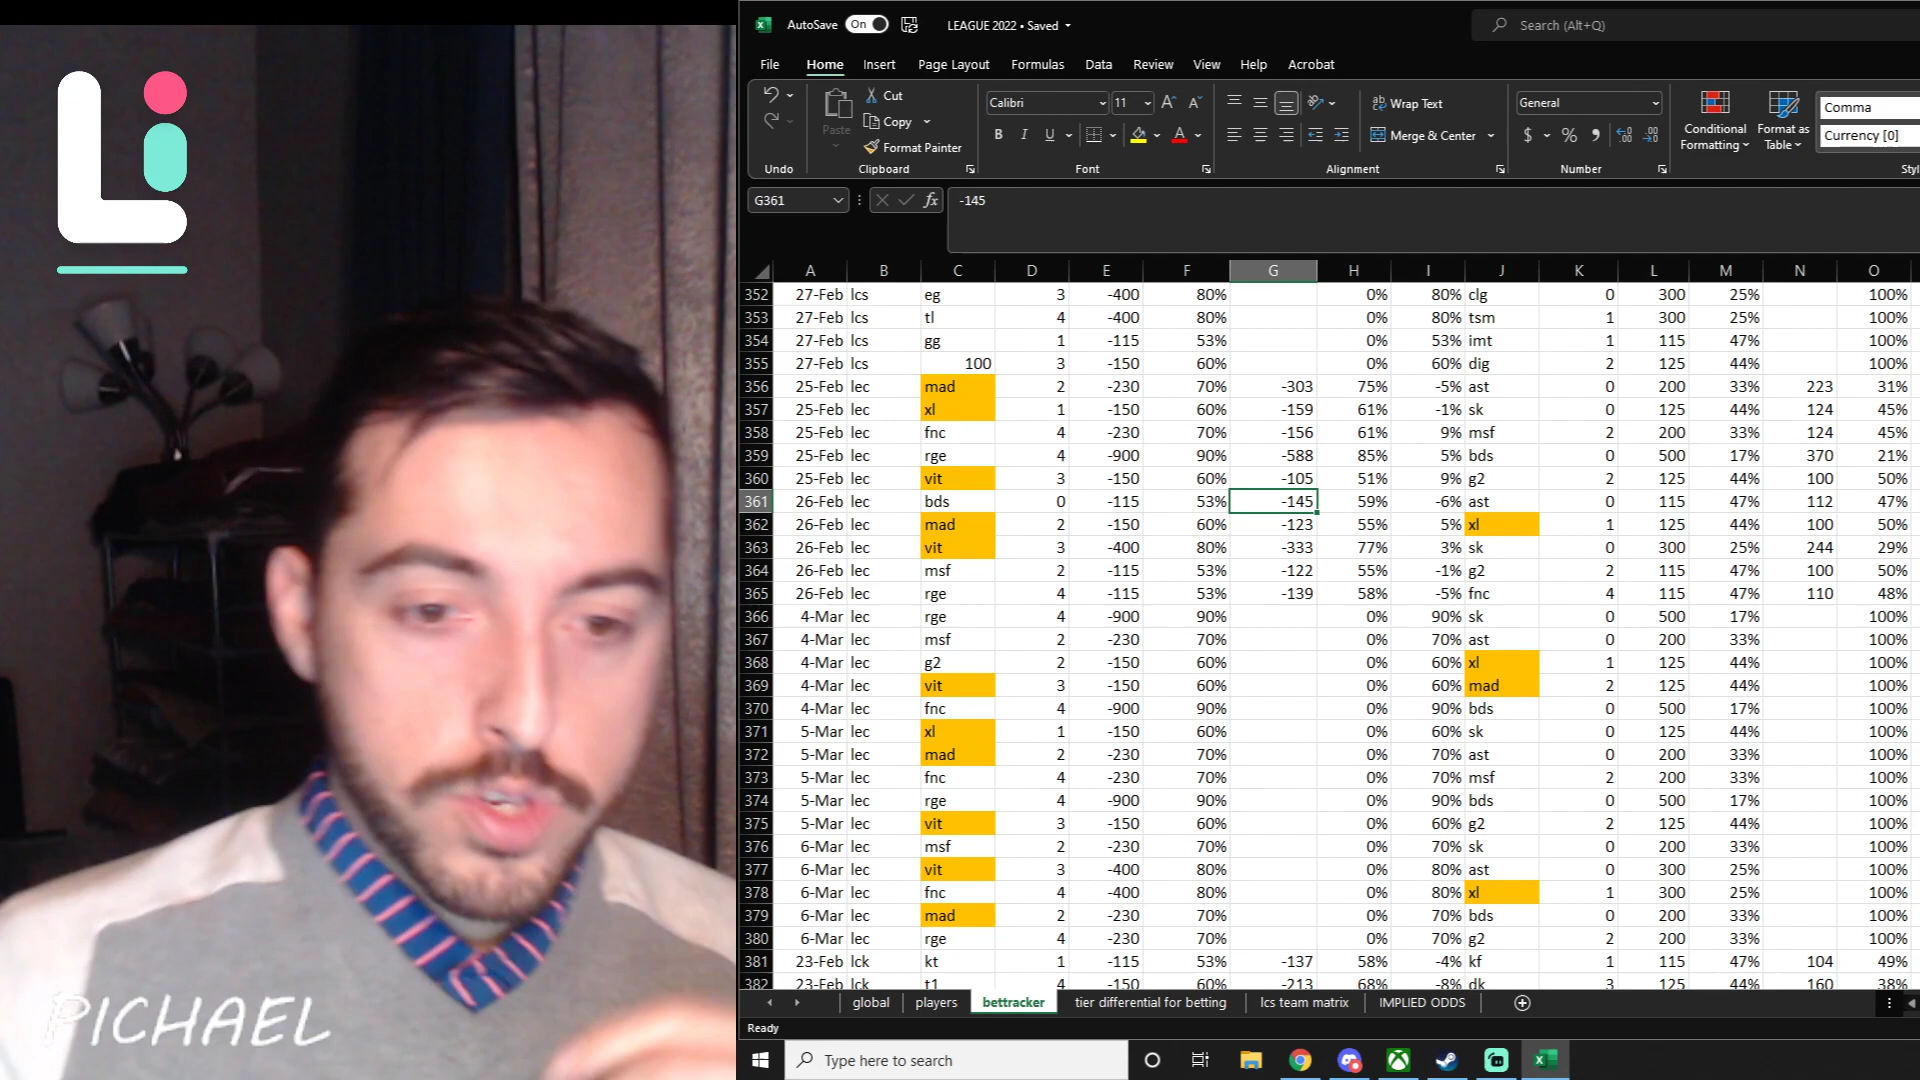 AutoSave On LEAGUE 2022 • Saved Search (Alt+Q)
File Home Insert Page Layout Formulas Data Review View Help Acrobat
Cut
Copy
Format Painter
Paste
Undo Clipboard
Calibri 11
B I U
Font
Wrap Text
Merge & Center
Alignment
General
$ % 9
Number
Conditional Formatting
Format as Table
Comma
Currency [0]
Styl
G361 fx -145
A B C D E F G H I J K L M N O
352 27-Feb lcs eg 3 -400 80% 0% 80% clg 0 300 25% 100%
353 27-Feb lcs tl 4 -400 80% 0% 80% tsm 1 300 25% 100%
354 27-Feb lcs gg 1 -115 53% 0% 53% imt 1 115 47% 100%
355 27-Feb lcs 100 3 -150 60% 0% 60% dig 2 125 44% 100%
356 25-Feb lec mad 2 -230 70% -303 75% -5% ast 0 200 33% 223 31%
357 25-Feb lec xl 1 -150 60% -159 61% -1% sk 0 125 44% 124 45%
358 25-Feb lec fnc 4 -230 70% -156 61% 9% msf 2 200 33% 124 45%
359 25-Feb lec rge 4 -900 90% -588 85% 5% bds 0 500 17% 370 21%
360 25-Feb lec vit 3 -150 60% -105 51% 9% g2 2 125 44% 100 50%
361 26-Feb lec bds 0 -115 53% -145 59% -6% ast 0 115 47% 112 47%
362 26-Feb lec mad 2 -150 60% -123 55% 5% xl 1 125 44% 100 50%
363 26-Feb lec vit 3 -400 80% -333 77% 3% sk 0 300 25% 244 29%
364 26-Feb lec msf 2 -115 53% -122 55% -1% g2 2 115 47% 100 50%
365 26-Feb lec rge 4 -115 53% -139 58% -5% fnc 4 115 47% 110 48%
366 4-Mar lec rge 4 -900 90% 0% 90% sk 0 500 17% 100%
367 4-Mar lec msf 2 -230 70% 0% 70% ast 0 200 33% 100%
368 4-Mar lec g2 2 -150 60% 0% 60% xl 1 125 44% 100%
369 4-Mar lec vit 3 -150 60% 0% 60% mad 2 125 44% 100%
370 4-Mar lec fnc 4 -900 90% 0% 90% bds 0 500 17% 100%
371 5-Mar lec xl 1 -150 60% 0% 60% sk 0 125 44% 100%
372 5-Mar lec mad 2 -230 70% 0% 70% ast 0 200 33% 100%
373 5-Mar lec fnc 4 -230 70% 0% 70% msf 2 200 33% 100%
374 5-Mar lec rge 4 -900 90% 0% 90% bds 0 500 17% 100%
375 5-Mar lec vit 3 -150 60% 0% 60% g2 2 125 44% 100%
376 6-Mar lec msf 2 -230 70% 0% 70% sk 0 200 33% 100%
377 6-Mar lec vit 3 -400 80% 0% 80% ast 0 300 25% 100%
378 6-Mar lec fnc 4 -400 80% 0% 80% xl 1 300 25% 100%
379 6-Mar lec mad 2 -230 70% 0% 70% bds 0 200 33% 100%
380 6-Mar lec rge 4 -230 70% 0% 70% g2 2 200 33% 100%
381 23-Feb lck kt 1 -115 53% -137 58% -4% kf 1 115 47% 104 49%
382 23-Feb lck t1 4 -150 60% -213 68% -8% dk 3 125 44% 160 38%
global players bettracker tier differential for betting lcs team matrix IMPLIED ODDS
Ready
Type here to search
PICHAEL